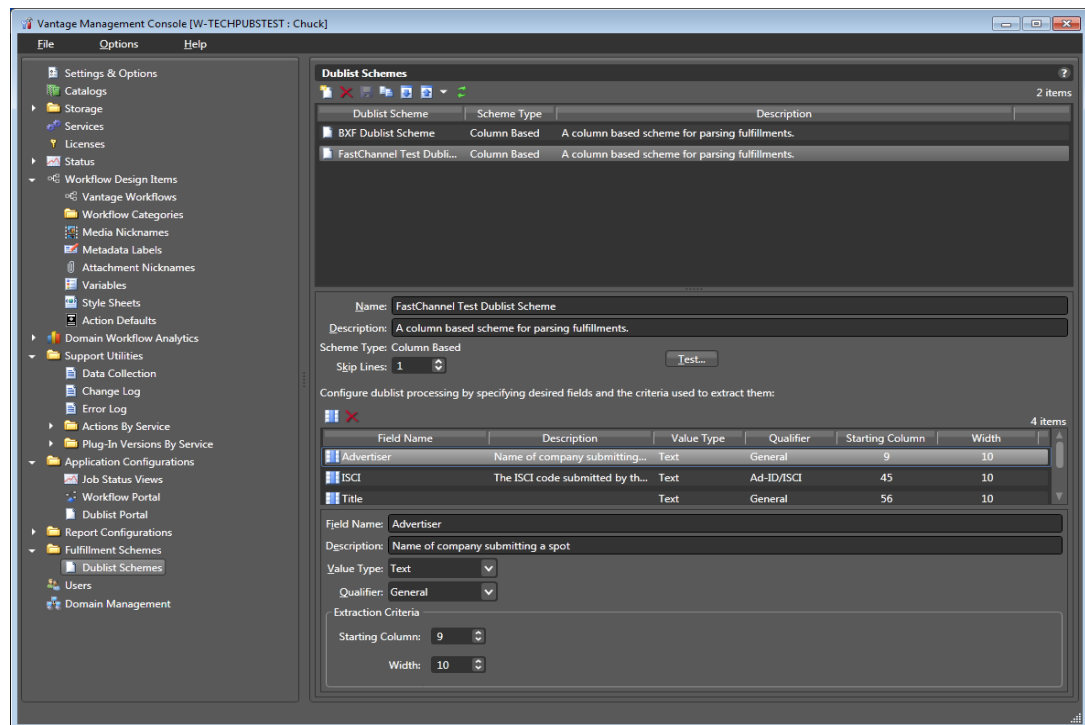 Vantage Management Console [W-TECHPUBSTEST : Chuck]
File Options Help
Settings & Options
Catalogs
Storage
Services
Licenses
Status
Workflow Design Items
Vantage Workflows
Workflow Categories
Media Nicknames
Metadata Labels
Attachment Nicknames
Variables
Style Sheets
Action Defaults
Domain Workflow Analytics
Support Utilities
Data Collection
Change Log
Error Log
Actions By Service
Plug-In Versions By Service
Application Configurations
Job Status Views
Workflow Portal
Dublist Portal
Report Configurations
Fulfillment Schemes
Dublist Schemes
Users
Domain Management
Dublist Schemes ?
2 items
Dublist Scheme Scheme Type Description
BXF Dublist Scheme Column Based A column based scheme for parsing fulfillments.
FastChannel Test Dubli... Column Based A column based scheme for parsing fulfillments.
Name: FastChannel Test Dublist Scheme
Description: A column based scheme for parsing fulfillments.
Scheme Type: Column Based
Skip Lines: 1 Test...
Configure dublist processing by specifying desired fields and the criteria used to extract them:
4 items
Field Name Description Value Type Qualifier Starting Column Width
Advertiser Name of company submitting... Text General 9 10
ISCI The ISCI code submitted by th... Text Ad-ID/ISCI 45 10
Title Text General 56 10
Field Name: Advertiser
Description: Name of company submitting a spot
Value Type: Text
Qualifier: General
Extraction Criteria
Starting Column: 9
Width: 10